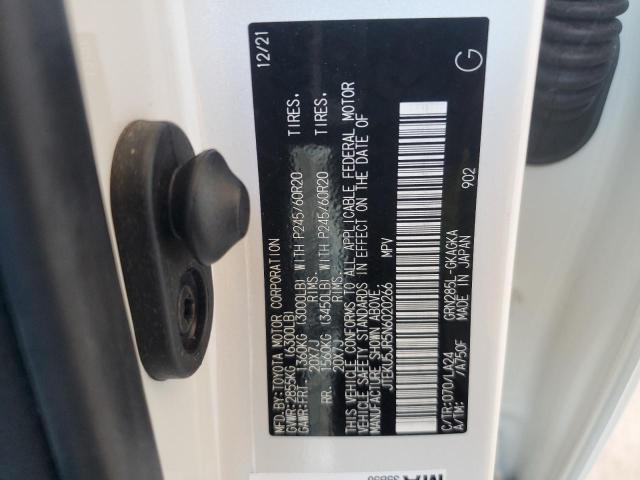 MFD.BY:TOYOTA MOTOR CORPORATION 12/21
GVWR:2855KG (6300LB)
GAWR:FRT. 1360KG (3000LB) WITH P245/60R20 TIRES,
20X7J RIMS,
RR. 1560KG (3450LB) WITH P245/60R20 TIRES,
20X7J RIMS,
THIS VEHICLE CONFORMS TO ALL APPLICABLE FEDERAL MOTOR
VEHICLE SAFETY STANDARDS IN EFFECT ON THE DATE OF
MANUFACTURE SHOWN ABOVE.
JTEKU5JR5N6020266 MPV
G
C/TR:070/LA24 GRN285L-GKAGKA
A/TM: /A750F MADE IN JAPAN
902